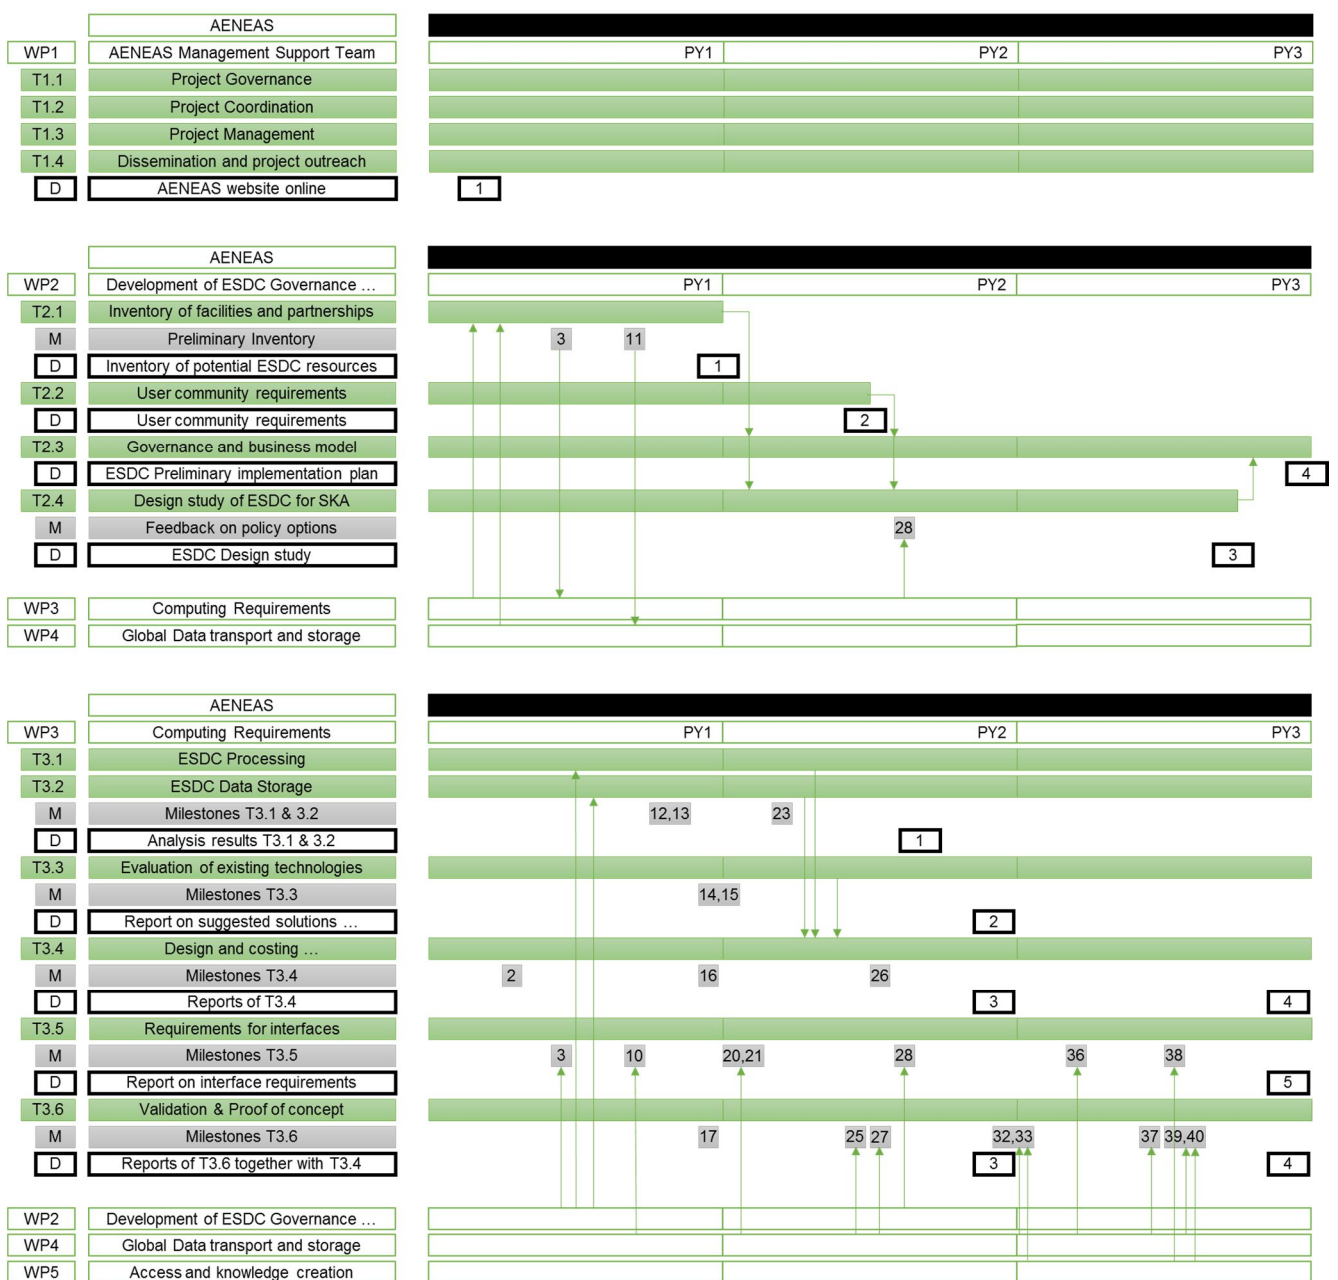 AENEAS
WP1 AENEAS Management Support Team PY1 PY2 PY3
T1.1 Project Governance
T1.2 Project Coordination
T1.3 Project Management
T1.4 Dissemination and project outreach
D AENEAS website online 1
AENEAS
WP2 Development of ESDC Governance ... PY1 PY2 PY3
T2.1 Inventory of facilities and partnerships
M Preliminary Inventory 3 11
D Inventory of potential ESDC resources 1
T2.2 User community requirements
D User community requirements 2
T2.3 Governance and business model
D ESDC Preliminary implementation plan 4
T2.4 Design study of ESDC for SKA
M Feedback on policy options 28
D ESDC Design study 3
WP3 Computing Requirements
WP4 Global Data transport and storage
AENEAS
WP3 Computing Requirements PY1 PY2 PY3
T3.1 ESDC Processing
T3.2 ESDC Data Storage
M Milestones T3.1 & 3.2 12,13 23
D Analysis results T3.1 & 3.2 1
T3.3 Evaluation of existing technologies
M Milestones T3.3 14,15
D Report on suggested solutions ... 2
T3.4 Design and costing ...
M Milestones T3.4 2 16 26
D Reports of T3.4 3 4
T3.5 Requirements for interfaces
M Milestones T3.5 3 10 20,21 28 36 38
D Report on interface requirements 5
T3.6 Validation & Proof of concept
M Milestones T3.6 17 25 27 32,33 37 39,40
D Reports of T3.6 together with T3.4 3 4
WP2 Development of ESDC Governance ...
WP4 Global Data transport and storage
WP5 Access and knowledge creation